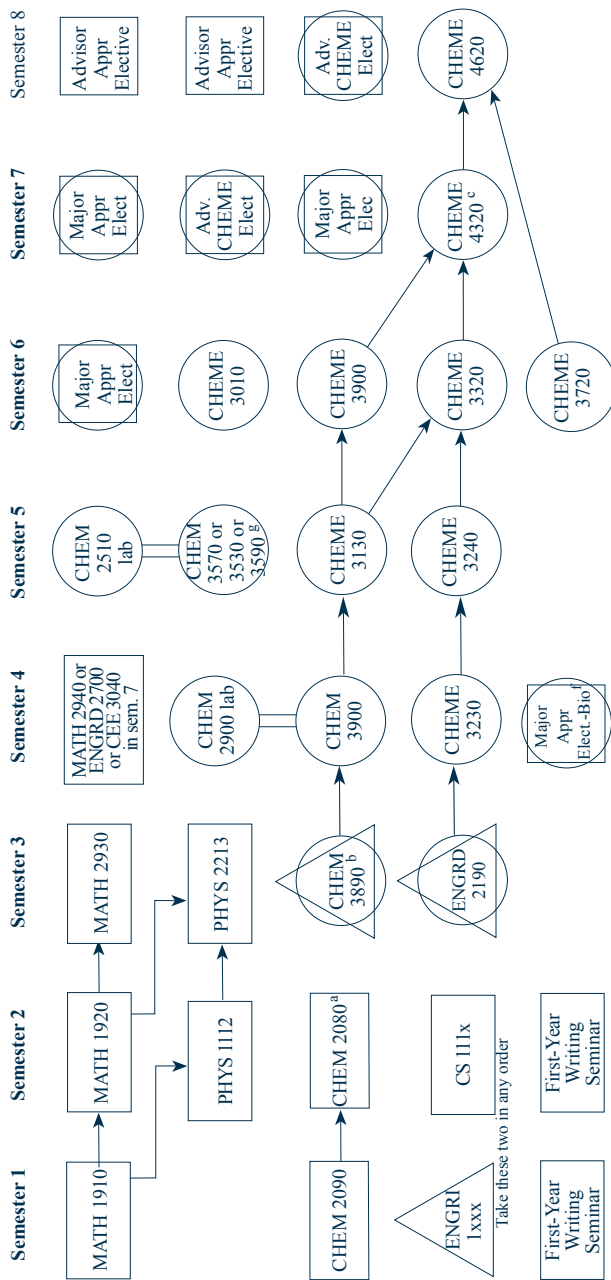 Semester 1
Semester 2
Semester 3
Semester 4
Semester 5
Semester 6
Semester 7
Semester 8
MATH 1910
MATH 1920
MATH 2930
MATH 2940 or
ENGRD 2700
or CEE 3040
in sem. 7
CHEM
2510
lab
Major
Appr
Elect
Major
Appr
Elect
Advisor
Appr
Elective
PHYS 1112
PHYS 2213
CHEM
2900 lab
CHEM
3570 or
3530 or
3590 g
CHEME
3010
Adv.
CHEME
Elect
Advisor
Appr
Elective
CHEM 2090
CHEM 2080 a
CHEM
3890 b
CHEM
3900
CHEME
3130
CHEME
3900
Major
Appr
Elec
Adv.
CHEME
Elect
ENGRI
1xxx
CS 111x
Take these two in any order
ENGRD
2190
CHEME
3230
CHEME
3240
CHEME
3320
CHEME
4320 c
CHEME
4620
First-Year
Writing
Seminar
First-Year
Writing
Seminar
Major
Appr
Elect.-Bio f
CHEME
3720